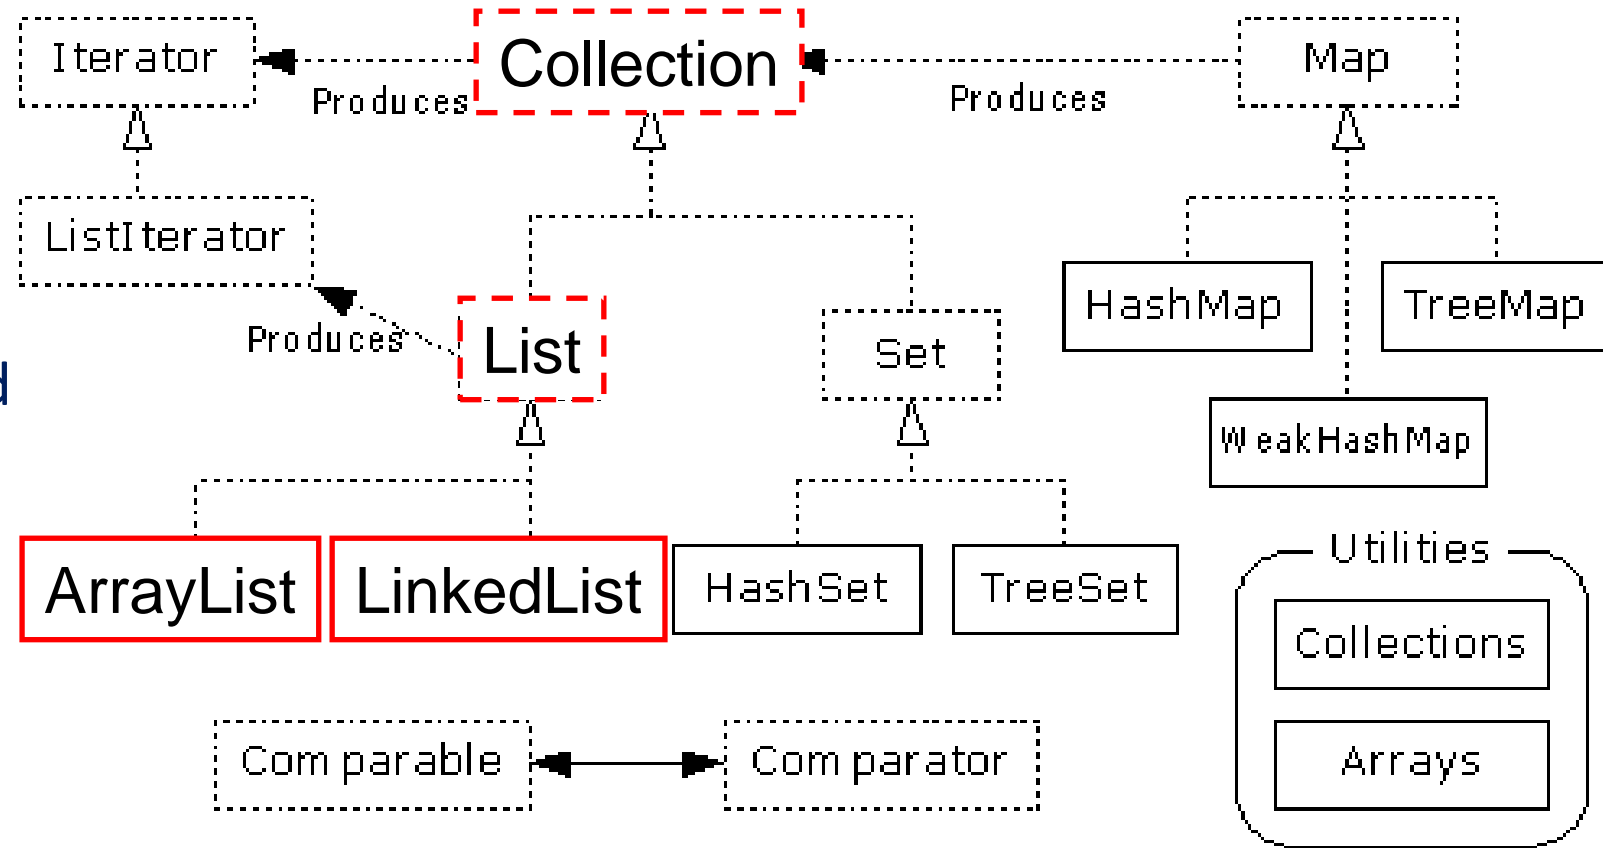 Iterator
Collection
Map
Produces
Produces
ListIterator
HashMap
TreeMap
Produces
List
Set
d
WeakHashMap
ArrayList
LinkedList
HashSet
TreeSet
Utilities
Collections
Comparable
Comparator
Arrays